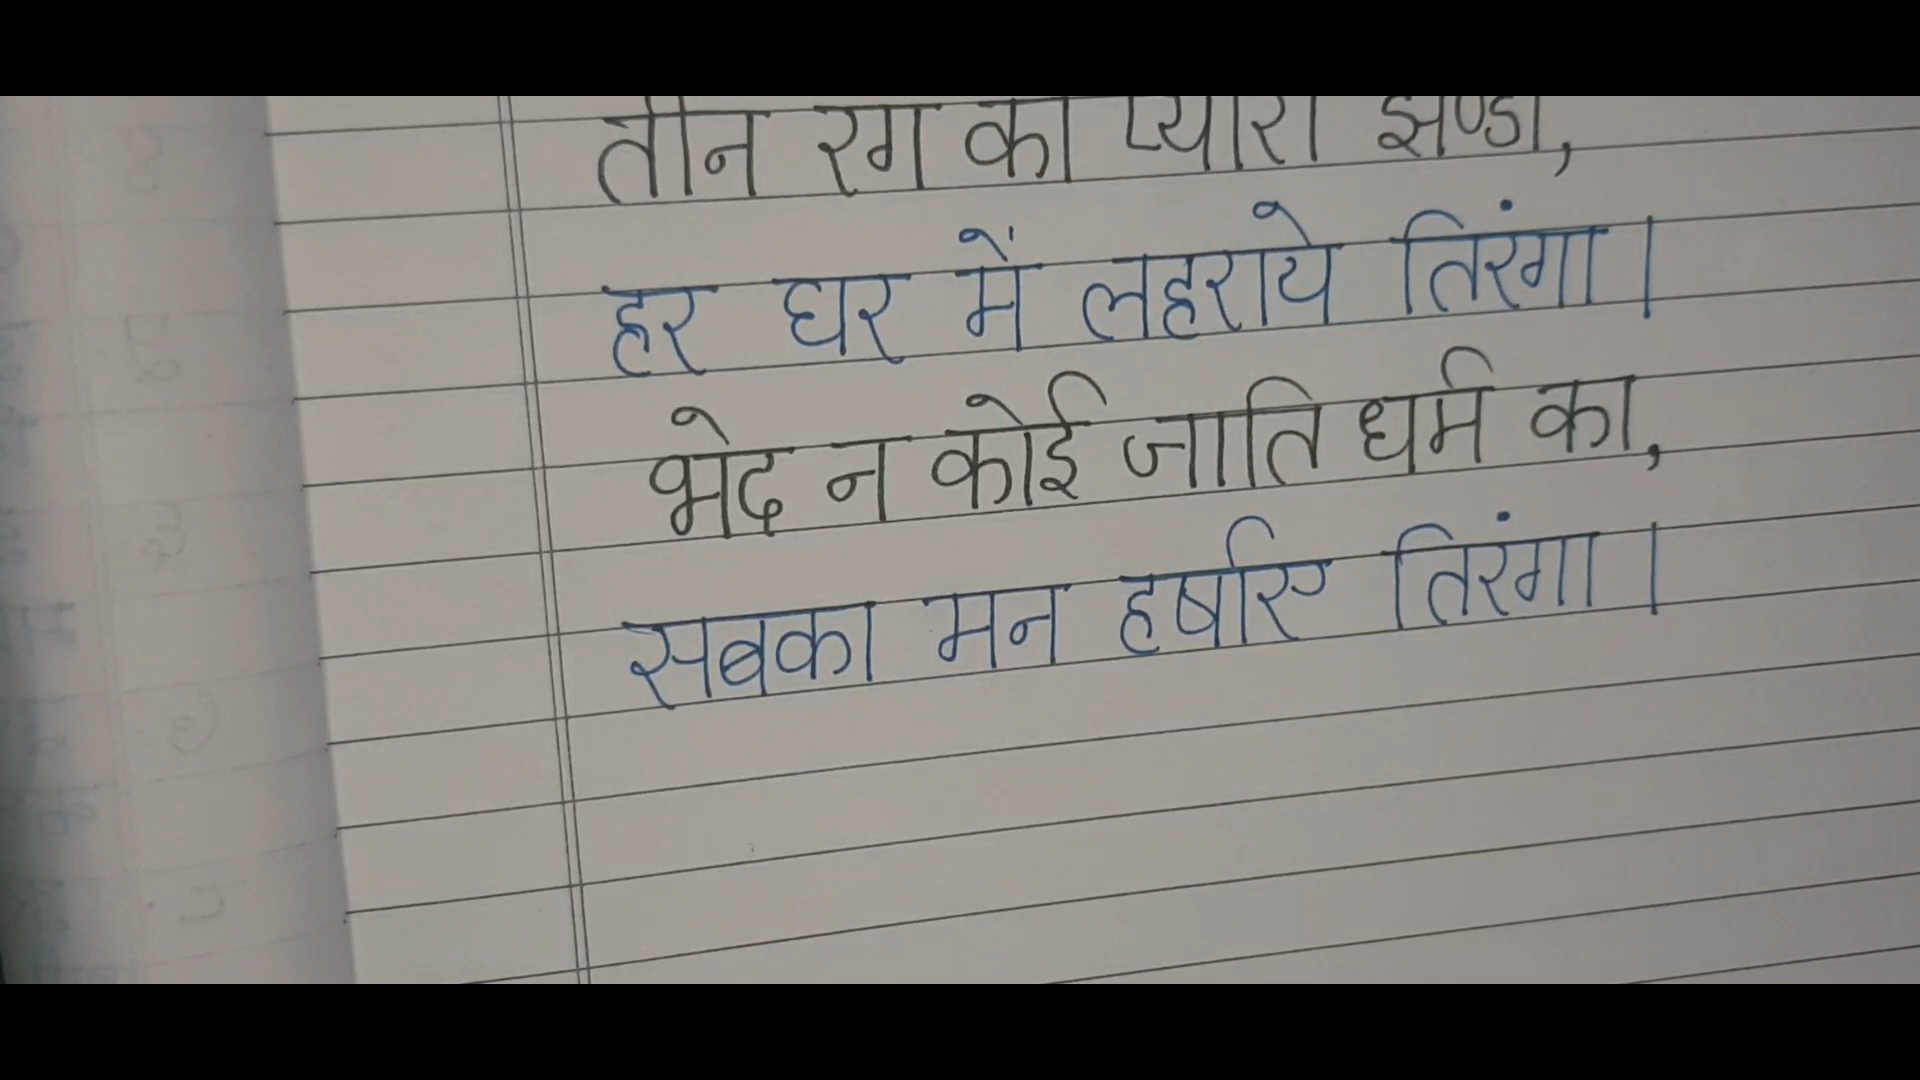 तीन रंग का प्यारा झण्डा,
हर घर में लहराये तिरंगा।
भेद न कोई जाति धर्म का,
सबका मन हर्षाए तिरंगा।